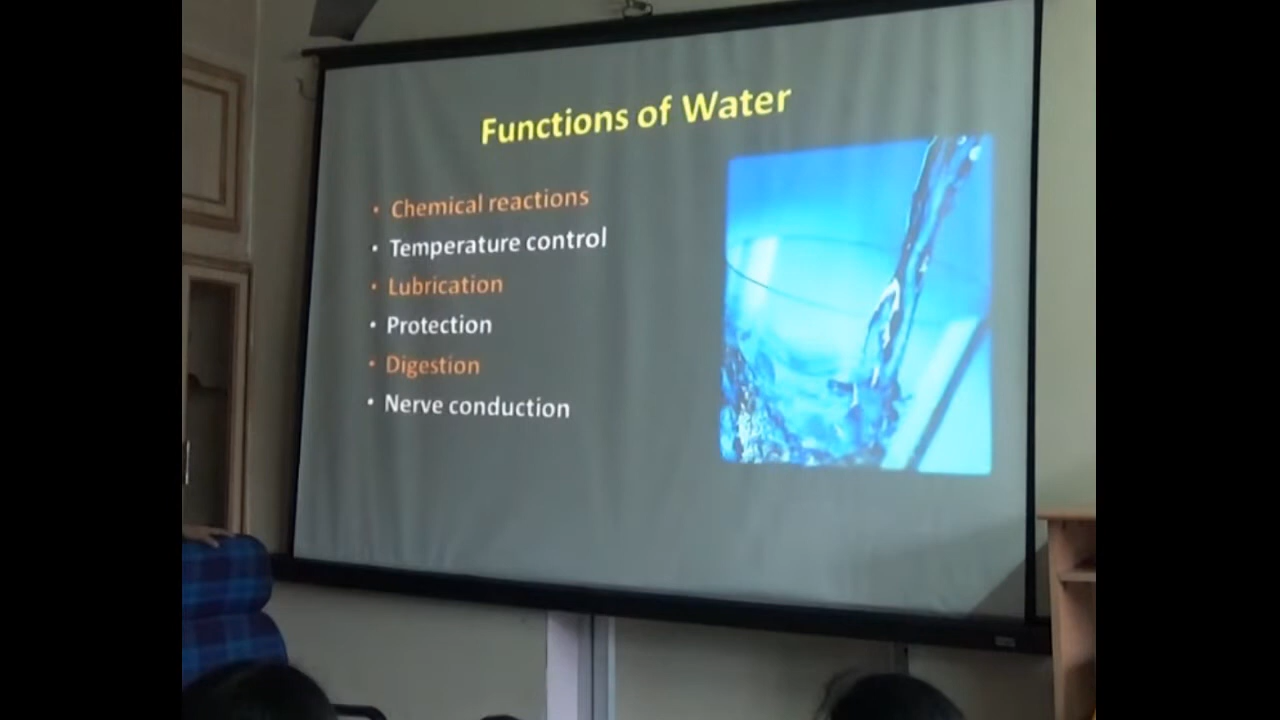 Functions of Water
• Chemical reactions
• Temperature control
• Lubrication
• Protection
• Digestion
• Nerve conduction